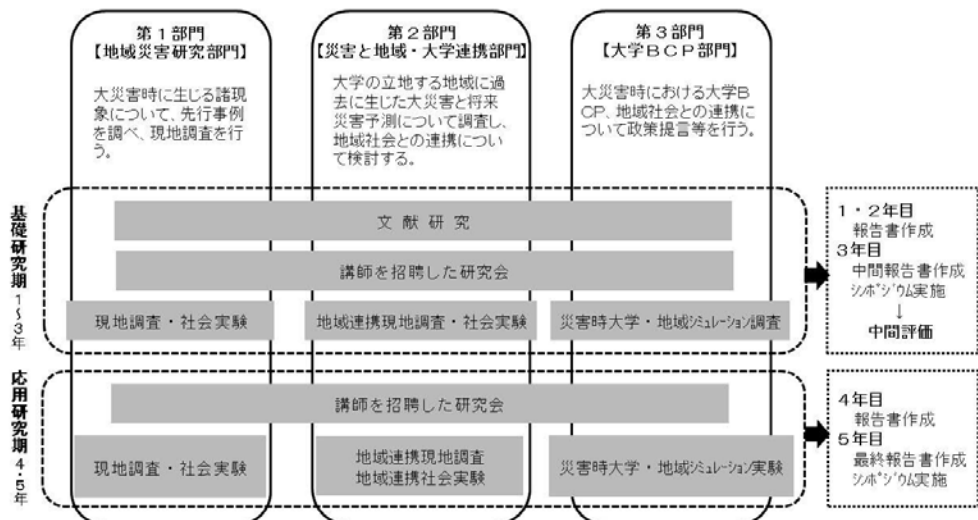 第１部門
【地域災害研究部門】
大災害時に生じる諸現
象について、先行事例
を調べ、現地調査を行
う。
第２部門
【災害と地域・大学連携部門】
大学の立地する地域に過
去に生じた大災害と将来
災害予測について調査し、
地域社会との連携につい
て検討する。
第３部門
【大学ＢＣＰ部門】
大災害時における大学Ｂ
ＣＰ、地域社会との連携
について政策提言等を行う。
基礎研究期 １～３年
文 献 研 究
講師を招聘した研究会
現地調査・社会実験
地域連携現地調査・社会実験
災害時大学・地域ｼﾐｭﾚｰｼｮﾝ調査
１・２年目
報告書作成
３年目
中間報告書作成
ｼﾝﾎﾟｼﾞｳﾑ実施
↓
中間評価
応用研究期 ４・５年
講師を招聘した研究会
現地調査・社会実験
地域連携現地調査
地域連携社会実験
災害時大学・地域ｼﾐｭﾚｰｼｮﾝ実験
４年目
報告書作成
５年目
最終報告書作成
ｼﾝﾎﾟｼﾞｳﾑ実施